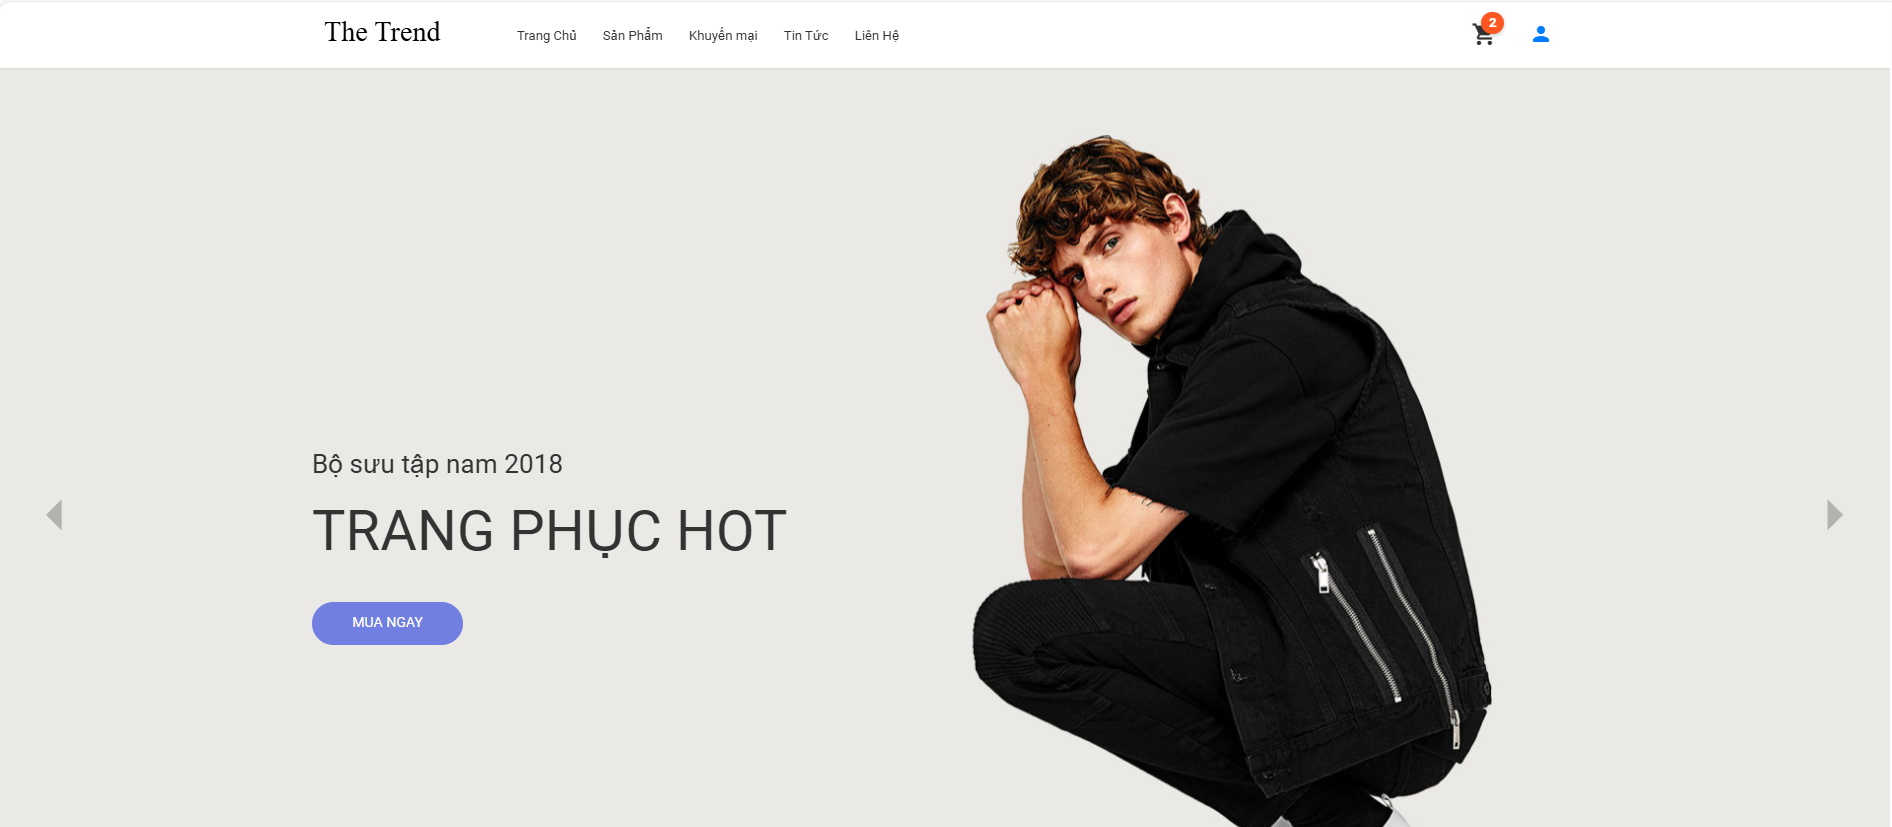 The Trend
Trang Chủ Sản Phẩm Khuyến mại Tin Tức Liên Hệ
2
Bộ sưu tập nam 2018
TRANG PHỤC HOT
MUA NGAY